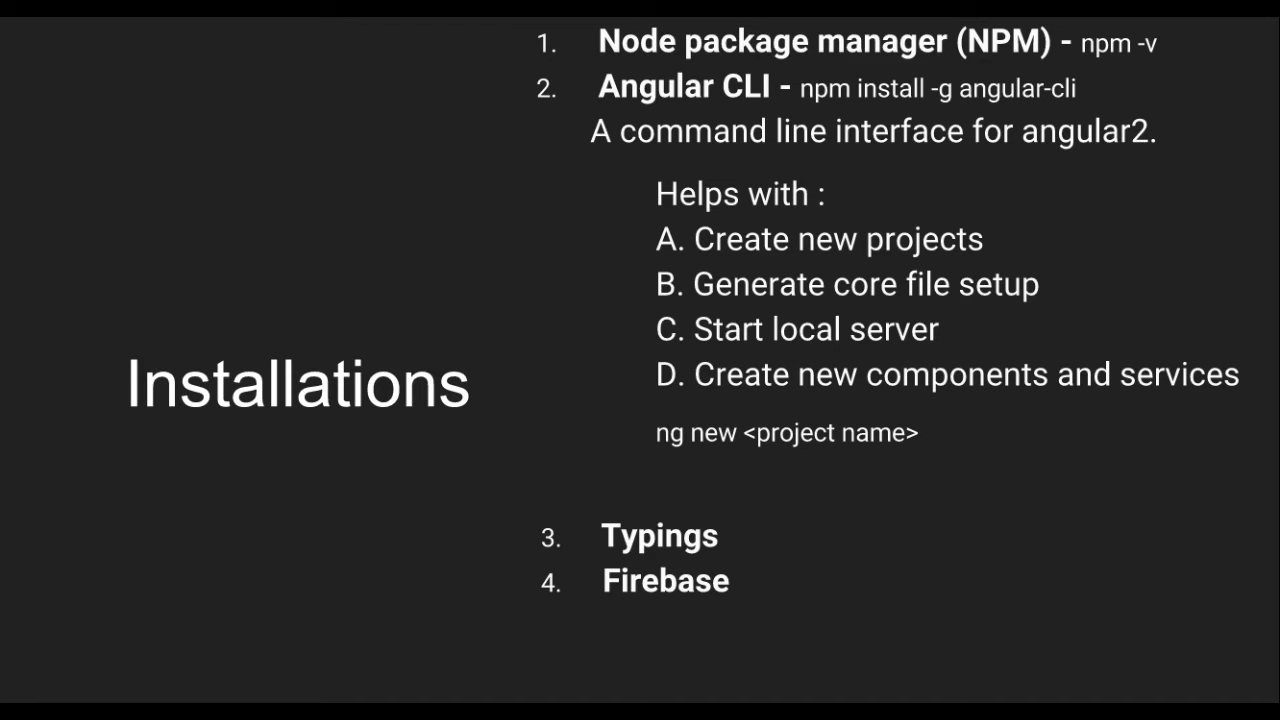 1. Node package manager (NPM) - npm -v
2. Angular CLI - npm install -g angular-cli
A command line interface for angular2.
Helps with :
A. Create new projects
B. Generate core file setup
C. Start local server
D. Create new components and services
ng new <project name>
Installations
3. Typings
4. Firebase